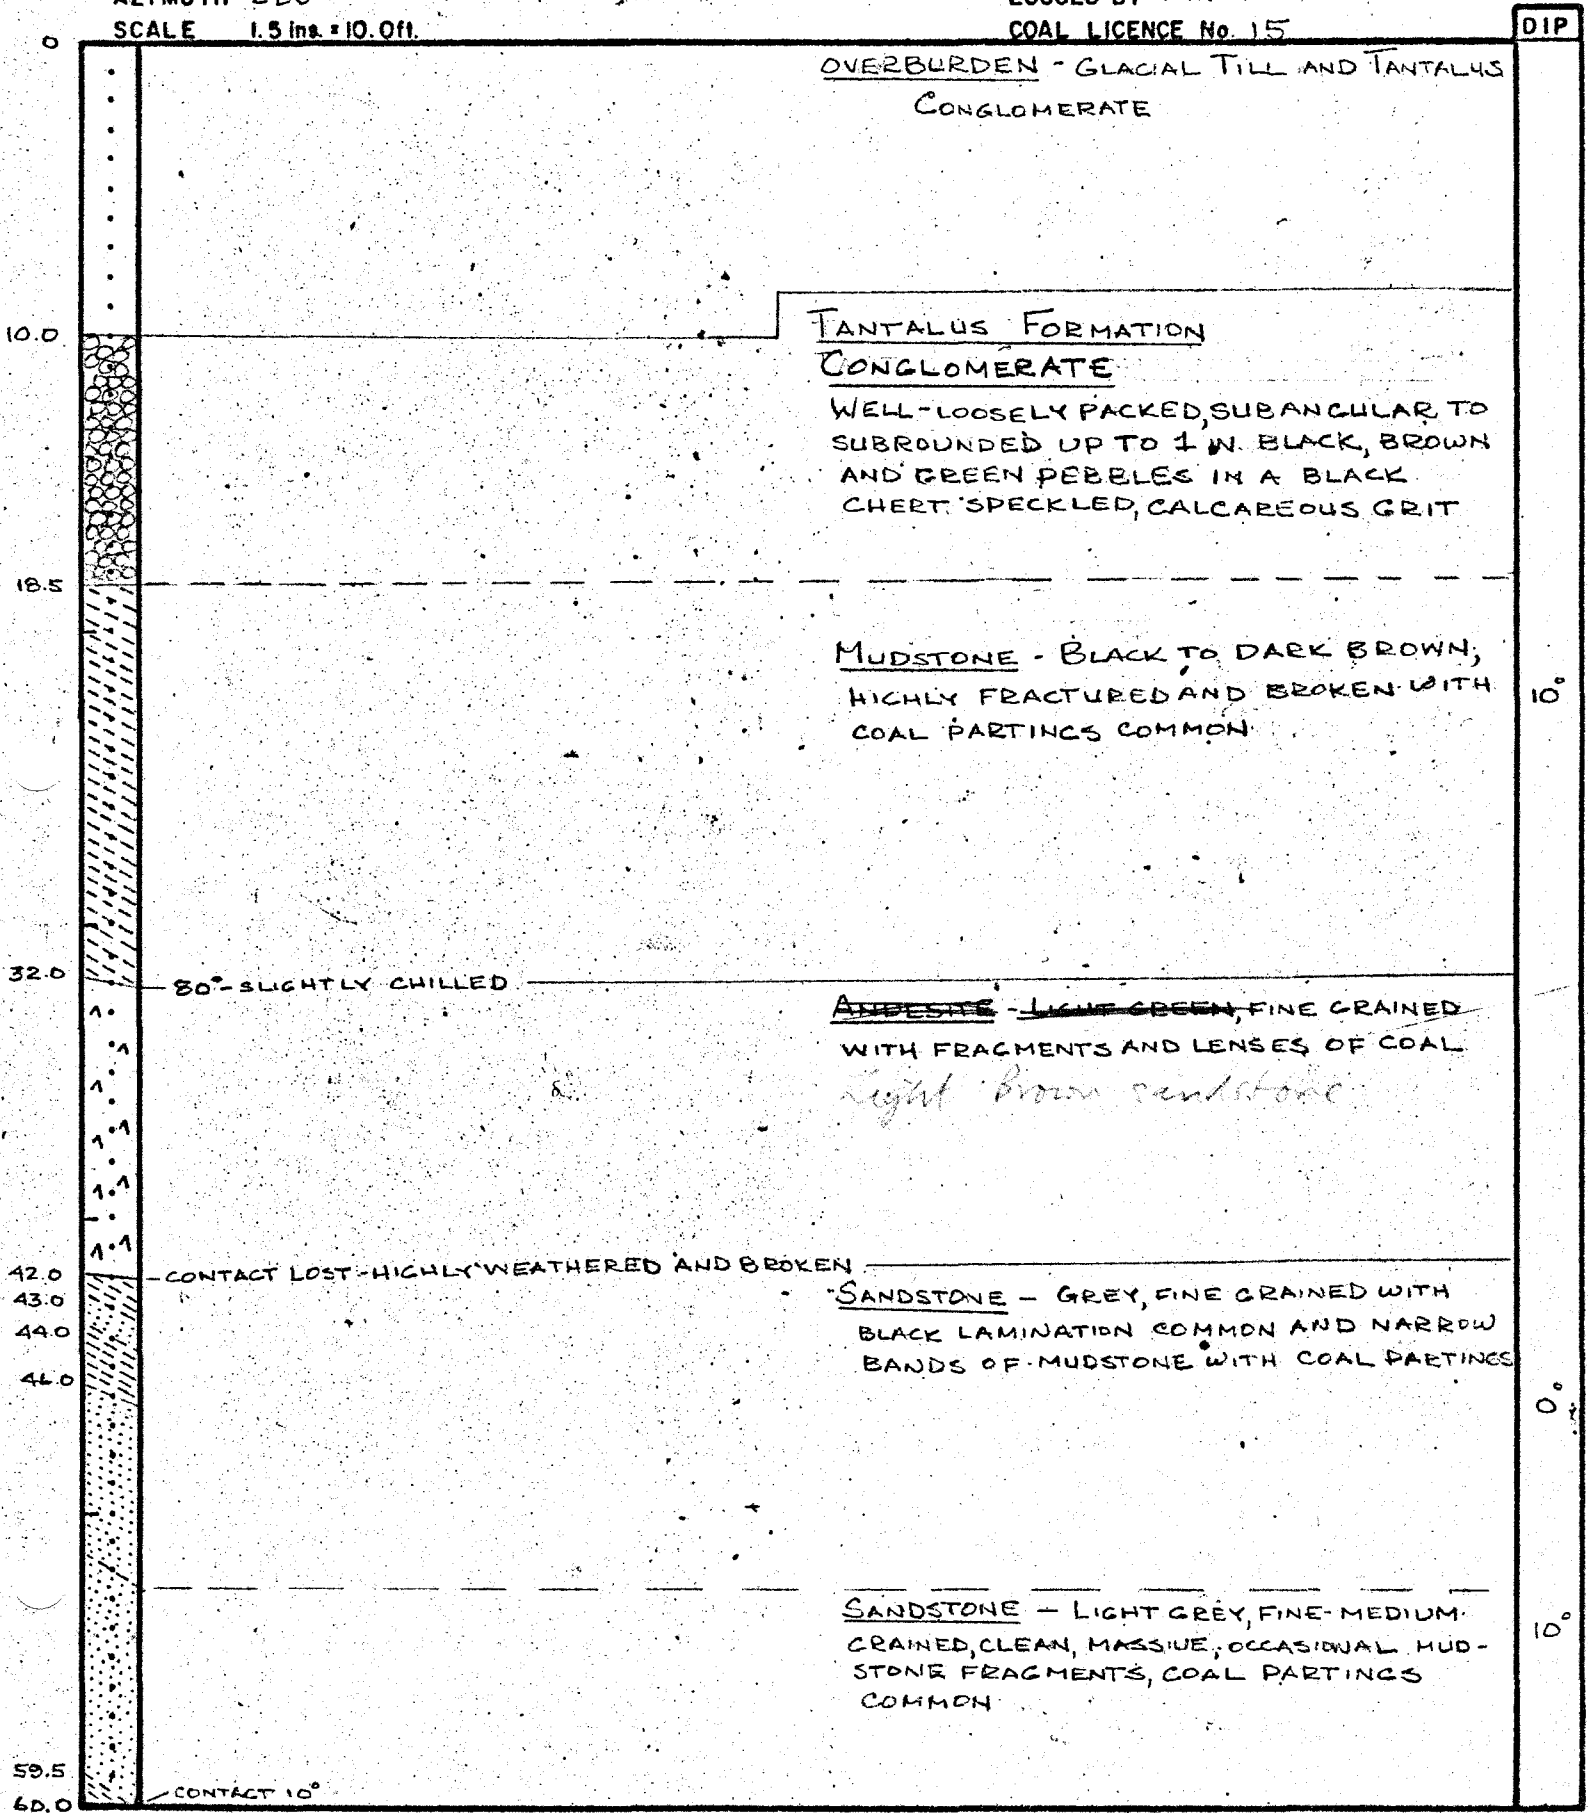 SCALE 1.5 ins. = 10.0ft.
COAL LICENCE No. 15
DIP
0
OVERBURDEN - GLACIAL TILL AND TANTALUS
CONGLOMERATE
10.0
TANTALUS FORMATION
CONGLOMERATE
WELL-LOOSELY PACKED, SUBANGULAR TO
SUBROUNDED UP TO 1 IN. BLACK, BROWN
AND GREEN PEBBLES IN A BLACK
CHERT SPECKLED, CALCAREOUS GRIT
18.5
MUDSTONE - BLACK TO DARK BROWN,
HIGHLY FRACTURED AND BROKEN WITH
COAL PARTINGS COMMON
10°
32.0
80°-SLIGHTLY CHILLED
ANDESITE - LIGHT GREEN, FINE GRAINED
WITH FRAGMENTS AND LENSES OF COAL
Light brown sandstone
42.0
CONTACT LOST-HIGHLY WEATHERED AND BROKEN
43.0
SANDSTONE - GREY, FINE GRAINED WITH
44.0
BLACK LAMINATION COMMON AND NARROW
BANDS OF MUDSTONE WITH COAL PARTINGS
46.0
0°
SANDSTONE - LIGHT GREY, FINE-MEDIUM
GRAINED, CLEAN, MASSIVE, OCCASIONAL MUD-
STONE FRAGMENTS, COAL PARTINGS
COMMON
10°
59.5
CONTACT 10°
60.0